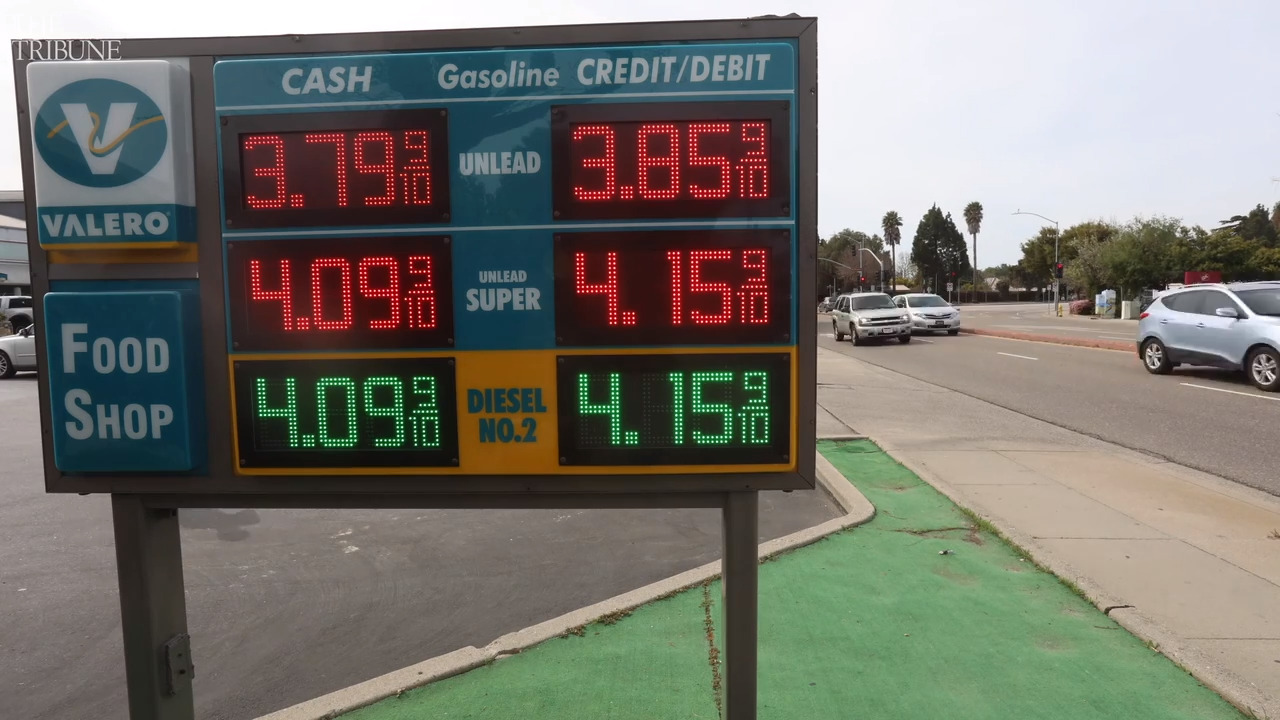 THE
TRIBUNE
V
VALERO
FOOD
SHOP
CASH Gasoline CREDIT/DEBIT
3.79 9/10 UNLEAD 3.85 9/10
4.09 9/10 UNLEAD SUPER 4.15 9/10
4.09 9/10 DIESEL NO.2 4.15 9/10